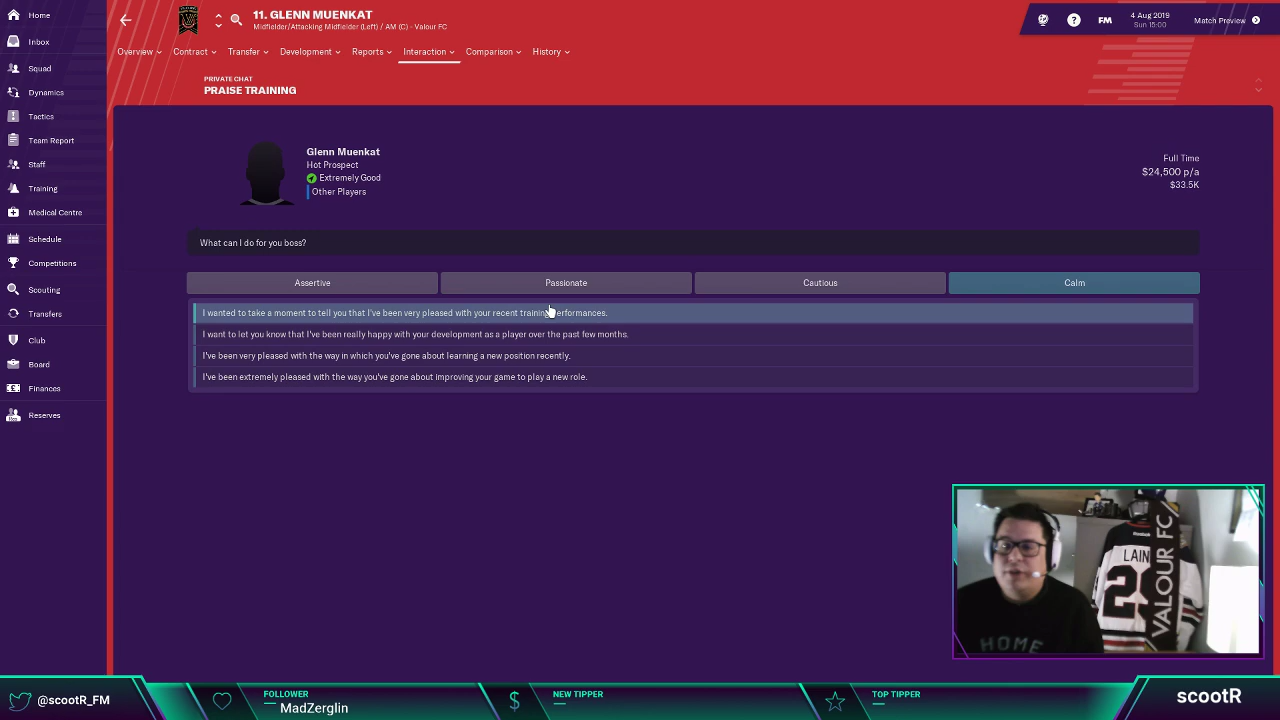 Home
Inbox
Squad
Dynamics
Tactics
Team Report
Staff
Training
Medical Centre
Schedule
Competitions
Scouting
Transfers
Club
Board
Finances
Reserves
11. GLENN MUENKAT
Midfielder/Attacking Midfielder (Left) / AM (C) - Valour FC
FM
4 Aug 2019
Sun 15:00
Match Preview
Overview
Contract
Transfer
Development
Reports
Interaction
Comparison
History
PRIVATE CHAT
PRAISE TRAINING
Glenn Muenkat
Hot Prospect
Extremely Good
Other Players
Full Time
$24,500 p/a
$33.5K
What can I do for you boss?
Assertive
Passionate
Cautious
Calm
I wanted to take a moment to tell you that I've been very pleased with your recent training performances.
I want to let you know that I've been really happy with your development as a player over the past few months.
I've been very pleased with the way in which you've gone about learning a new position recently.
I've been extremely pleased with the way you've gone about improving your game to play a new role.
LAIN
2
VALOUR FC
HOME
@scootR_FM
FOLLOWER
MadZerglin
NEW TIPPER
TOP TIPPER
scootR